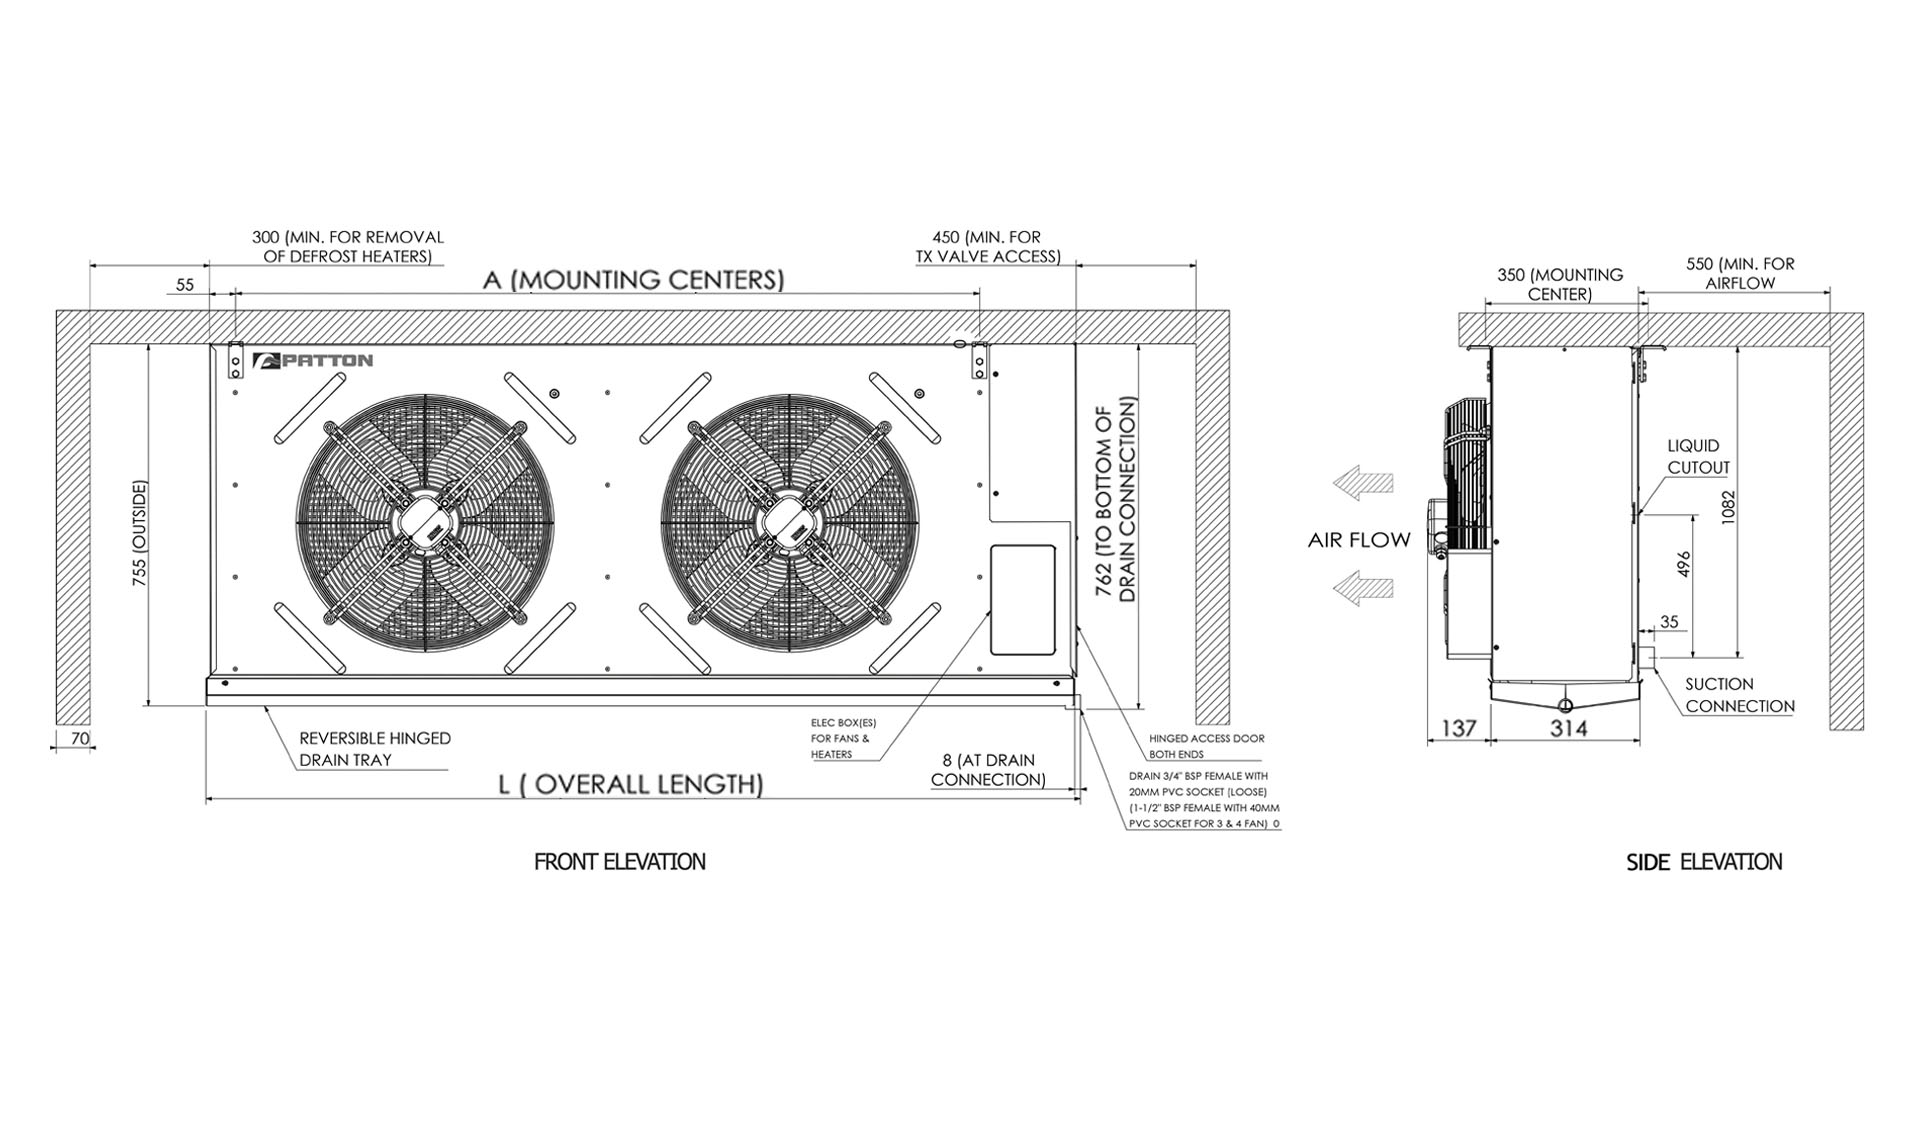 300 (MIN. FOR REMOVAL
OF DEFROST HEATERS)
450 (MIN. FOR
TX VALVE ACCESS)
55
A (MOUNTING CENTERS)
PATTON
755 (OUTSIDE)
762 (TO BOTTOM OF
DRAIN CONNECTION)
70
REVERSIBLE HINGED
DRAIN TRAY
ELEC BOX(ES)
FOR FANS &
HEATERS
8 (AT DRAIN
CONNECTION)
HINGED ACCESS DOOR
BOTH ENDS
DRAIN 3/4" BSP FEMALE WITH
20MM PVC SOCKET (LOOSE)
(1-1/2" BSP FEMALE WITH 40MM
PVC SOCKET FOR 3 & 4 FAN) 0
L ( OVERALL LENGTH)
FRONT ELEVATION
350 (MOUNTING
CENTER)
550 (MIN. FOR
AIRFLOW
LIQUID
CUTOUT
1082
496
35
AIR FLOW
SUCTION
CONNECTION
137
314
SIDE ELEVATION